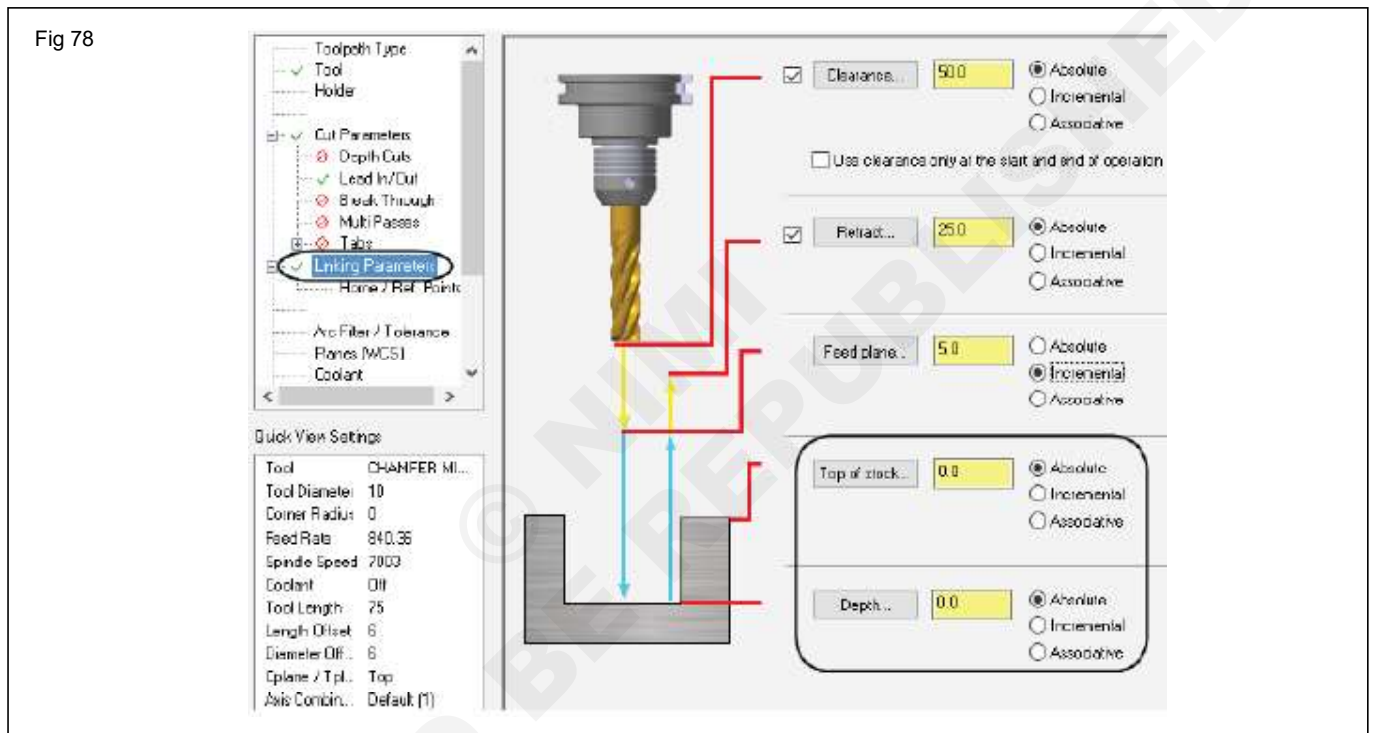 Fig 78
Toolpath Type
Tool
Holder
Cut Parameters
Depth Cuts
Lead In/Out
Break Through
Multi Passes
Tabs
Linking Parameters
Home / Ref. Points
Arc Filter / Tolerance
Planes (WCS)
Coolant
Quick View Settings
Tool CHAMFER MI...
Tool Diameter 10
Corner Radius 0
Feed Rate 840.36
Spindle Speed 7003
Coolant Off
Tool Length 75
Length Offset 6
Diameter Off... 6
Cplane / Tpl... Top
Axis Combin... Default (1)
Clearance... 50.0 Absolute
Incremental
Associative
Use clearance only at the start and end of operation
Retract... 25.0 Absolute
Incremental
Associative
Feed plane... 5.0 Absolute
Incremental
Associative
Top of stock... 0.0 Absolute
Incremental
Associative
Depth... 0.0 Absolute
Incremental
Associative
© NIMI
BE REPUBLISHED